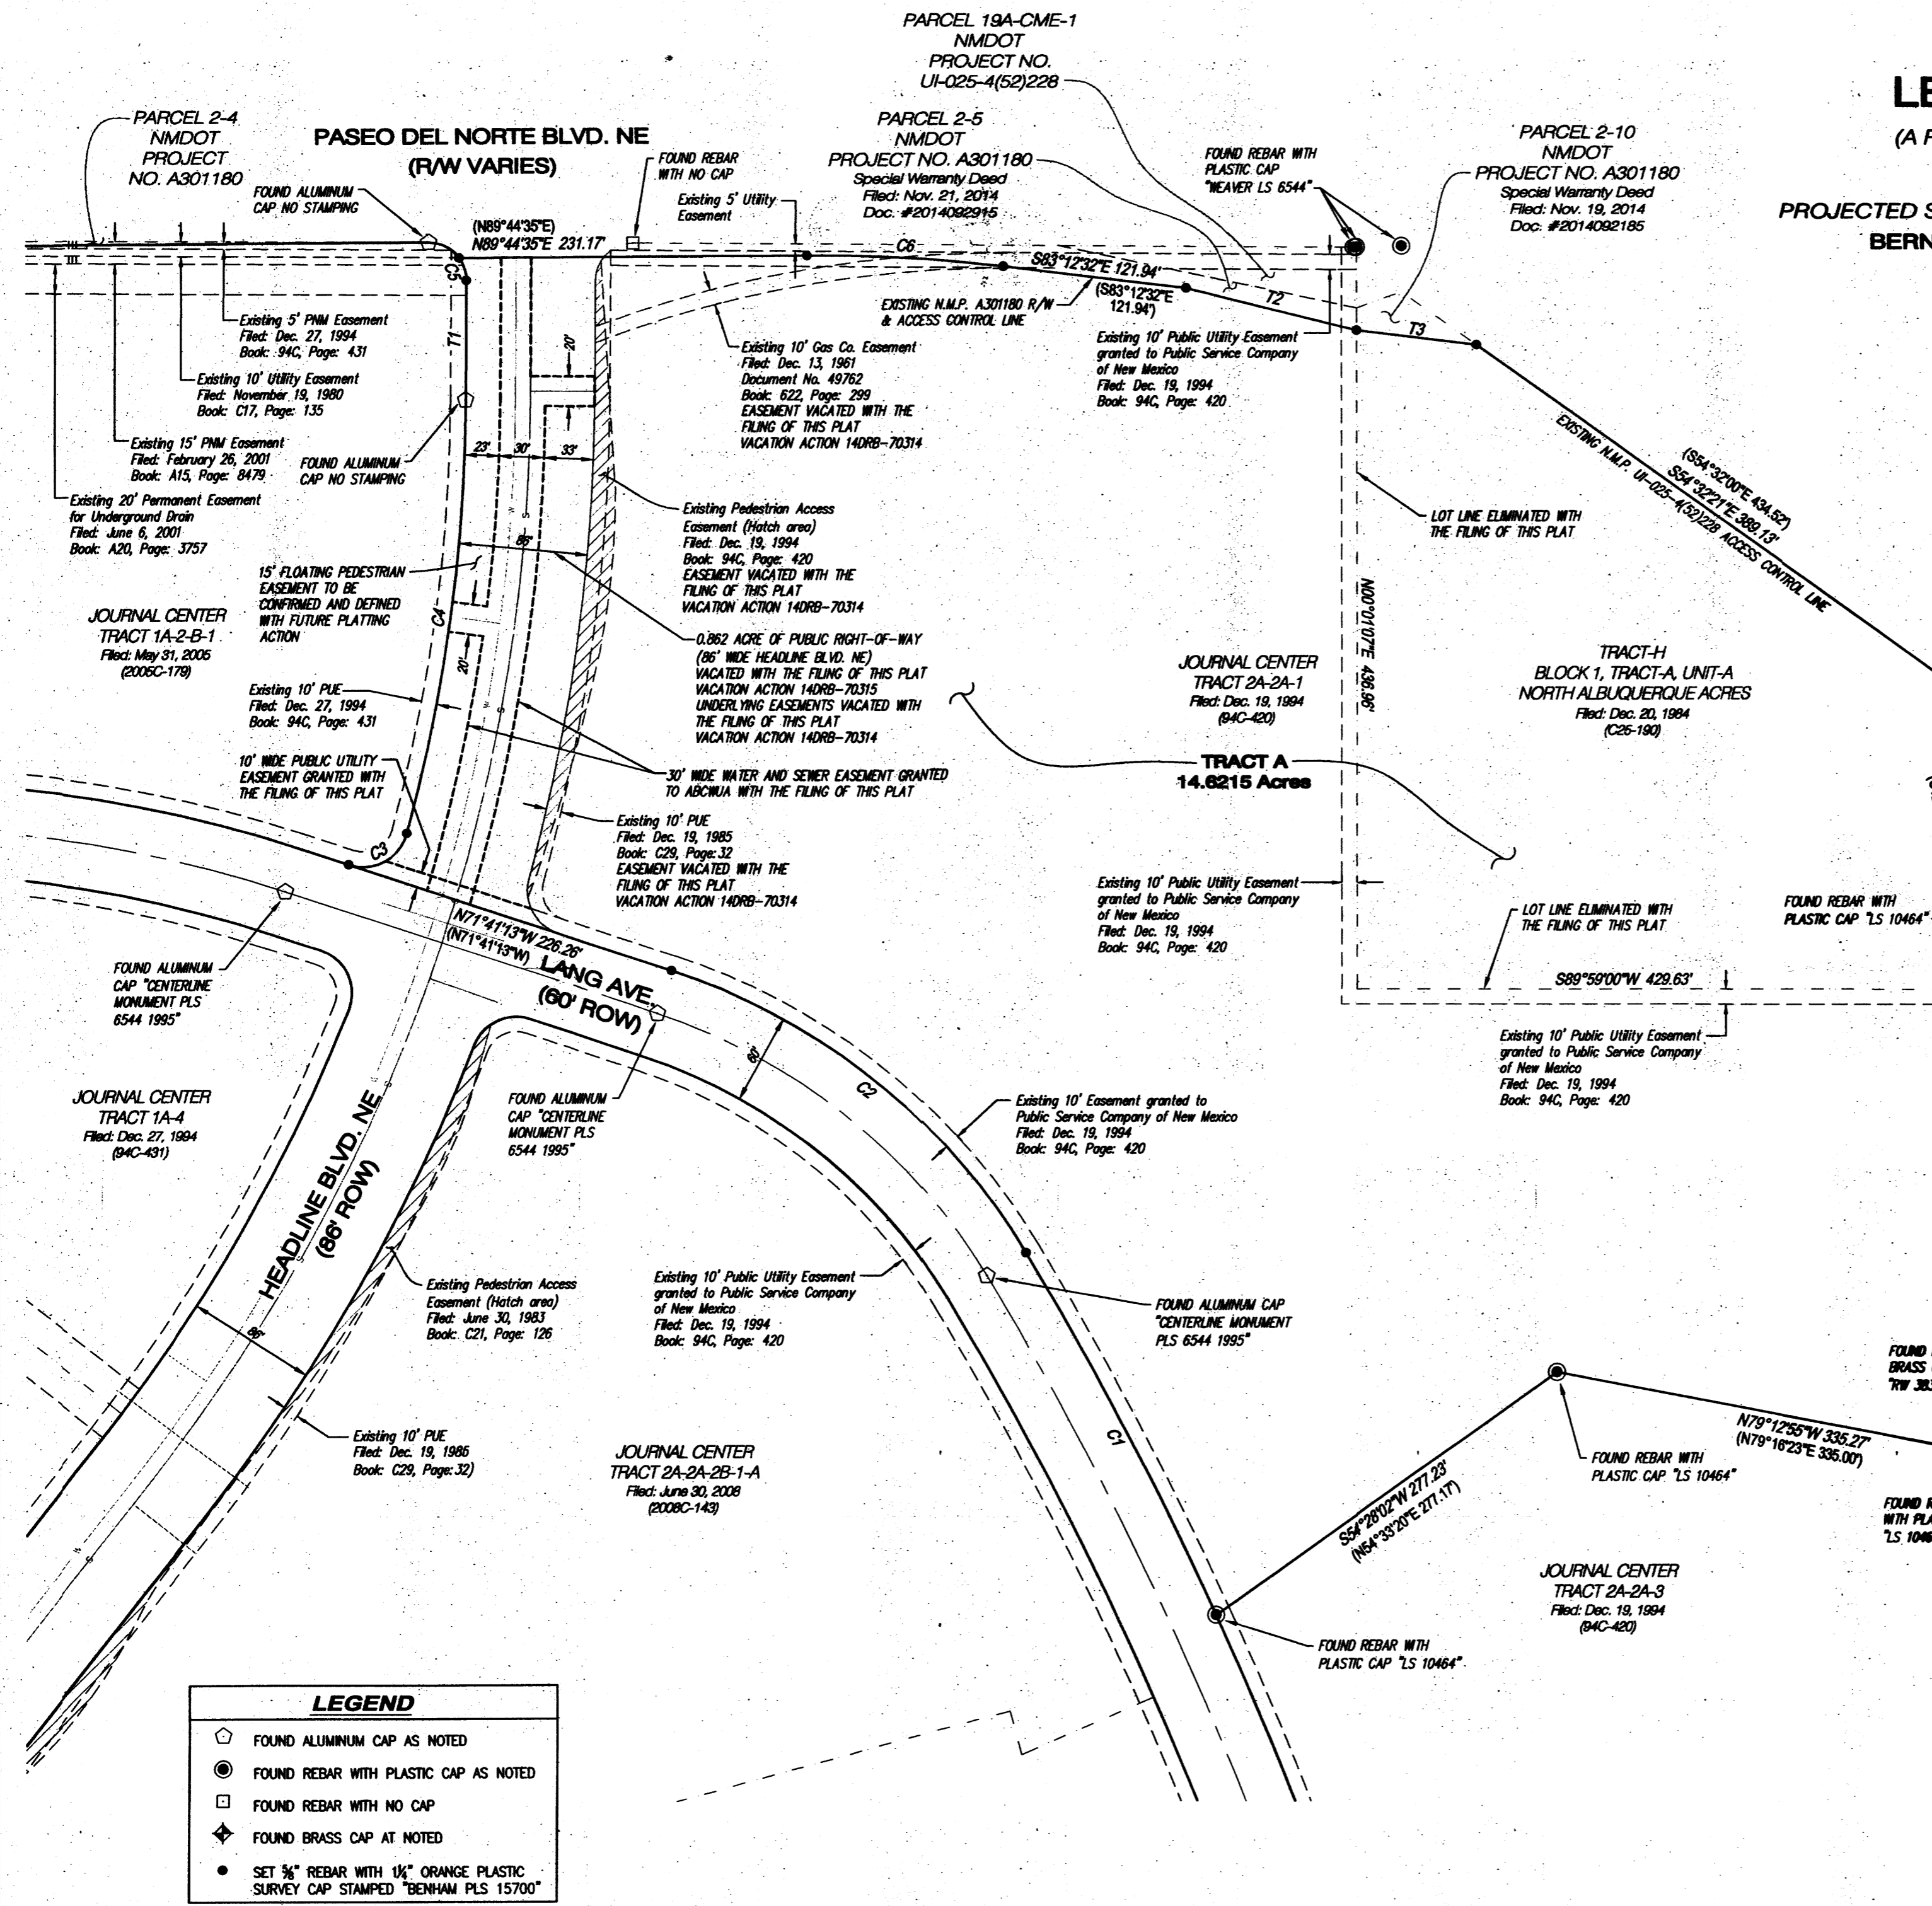 PARCEL 19A-CME-1
NMDOT
PROJECT NO.
UI-025-4(52)228
PARCEL 2-4
NMDOT
PROJECT
NO. A301180
PASEO DEL NORTE BLVD. NE
(R/W VARIES)
FOUND ALUMINUM
CAP NO STAMPING
FOUND REBAR
WITH NO CAP
PARCEL 2-5
NMDOT
PROJECT NO. A301180
Special Warranty Deed
Filed: Nov. 21, 2014
Doc. #2014092915
FOUND REBAR WITH
PLASTIC CAP
"WEAVER LS 6544"
PARCEL 2-10
NMDOT
PROJECT NO. A301180
Special Warranty Deed
Filed: Nov. 19, 2014
Doc: #2014092185
LE
(A F
PROJECTED S
BERN
Existing 5' Utility
Easement
(N89°44'35"E)
N89°44'35"E 231.17'
C5
C6
S83°12'32"E 121.94'
(S83°12'32"E
121.94')
T2
T3
T1
EXISTING N.M.P. A301180 R/W
& ACCESS CONTROL LINE
Existing 5' PNM Easement
Filed: Dec. 27, 1994
Book: 94C, Page: 431
Existing 10' Utility Easement
Filed: November 19, 1980
Book: C17, Page: 135
Existing 15' PNM Easement
Filed: February 26, 2001
Book: A15, Page: 8479
FOUND ALUMINUM
CAP NO STAMPING
Existing 20' Permanent Easement
for Underground Drain
Filed: June 6, 2001
Book: A20, Page: 3757
20'
23'
30'
33'
86'
Existing 10' Gas Co. Easement
Filed: Dec. 13, 1961
Document No. 49762
Book: 622, Page: 299
EASEMENT VACATED WITH THE
FILING OF THIS PLAT
VACATION ACTION 14DRB-70314
Existing 10' Public Utility Easement
granted to Public Service Company
of New Mexico
Filed: Dec. 19, 1994
Book: 94C, Page: 420
(S54°32'00"E 434.52')
S54°32'21"E 389.13'
EXISTING N.M.P. UI-025-4(52)228 ACCESS CONTROL LINE
LOT LINE ELIMINATED WITH
THE FILING OF THIS PLAT
Existing Pedestrian Access
Easement (Hatch area)
Filed: Dec. 19, 1994
Book: 94C, Page: 420
EASEMENT VACATED WITH THE
FILING OF THIS PLAT
VACATION ACTION 14DRB-70314
15' FLOATING PEDESTRIAN
EASEMENT TO BE
CONFIRMED AND DEFINED
WITH FUTURE PLATTING
ACTION
JOURNAL CENTER
TRACT 1A-2-B-1
Filed: May 31, 2005
(2005C-179)
C4
20'
0.862 ACRE OF PUBLIC RIGHT-OF-WAY
(86' WIDE HEADLINE BLVD. NE)
VACATED WITH THE FILING OF THIS PLAT
VACATION ACTION 14DRB-70315
UNDERLYING EASEMENTS VACATED WITH
THE FILING OF THIS PLAT
VACATION ACTION 14DRB-70314
JOURNAL CENTER
TRACT 2A-2A-1
Filed: Dec. 19, 1994
(94C-420)
N00°01'07"E 436.96'
TRACT-H
BLOCK 1, TRACT-A, UNIT-A
NORTH ALBUQUERQUE ACRES
Filed: Dec. 20, 1984
(C25-190)
Existing 10' PUE
Filed: Dec. 27, 1994
Book: 94C, Page: 431
10' WIDE PUBLIC UTILITY
EASEMENT GRANTED WITH
THE FILING OF THIS PLAT
30' WIDE WATER AND SEWER EASEMENT GRANTED
TO ABCWUA WITH THE FILING OF THIS PLAT
TRACT A
14.6215 Acres
Existing 10' PUE
Filed: Dec. 19, 1985
Book: C29, Page: 32
EASEMENT VACATED WITH THE
FILING OF THIS PLAT
VACATION ACTION 14DRB-70314
C3
Existing 10' Public Utility Easement
granted to Public Service Company
of New Mexico
Filed: Dec. 19, 1994
Book: 94C, Page: 420
LOT LINE ELIMINATED WITH
THE FILING OF THIS PLAT
FOUND REBAR WITH
PLASTIC CAP "LS 10464"
N71°41'13"W 226.26'
(N71°41'13"W)
LANG AVE.
(60' ROW)
S89°59'00"W 429.63'
FOUND ALUMINUM
CAP "CENTERLINE
MONUMENT PLS
6544 1995"
Existing 10' Public Utility Easement
granted to Public Service Company
of New Mexico
Filed: Dec. 19, 1994
Book: 94C, Page: 420
60'
C2
JOURNAL CENTER
TRACT 1A-4
Filed: Dec. 27, 1994
(94C-431)
FOUND ALUMINUM
CAP "CENTERLINE
MONUMENT PLS
6544 1995"
Existing 10' Easement granted to
Public Service Company of New Mexico
Filed: Dec. 19, 1994
Book: 94C, Page: 420
HEADLINE BLVD. NE
(86' ROW)
86'
Existing Pedestrian Access
Easement (Hatch area)
Filed: June 30, 1983
Book: C21, Page: 126
Existing 10' Public Utility Easement
granted to Public Service Company
of New Mexico
Filed: Dec. 19, 1994
Book: 94C, Page: 420
FOUND ALUMINUM CAP
"CENTERLINE MONUMENT
PLS 6544 1995"
FOUND
BRASS
"RW 383
N79°12'55"W 335.27'
(N79°16'23"E 335.00')
C1
Existing 10' PUE
Filed: Dec. 19, 1986
Book: C29, Page: 32)
JOURNAL CENTER
TRACT 2A-2A-2B-1-A
Filed: June 30, 2008
(2008C-143)
FOUND REBAR WITH
PLASTIC CAP "LS 10464"
S54°28'02"W 277.23'
(N54°33'20"E 277.17')
FOUND R
WITH PLA
"LS 1046
JOURNAL CENTER
TRACT 2A-2A-3
Filed: Dec. 19, 1994
(94C-420)
FOUND REBAR WITH
PLASTIC CAP "LS 10464"
LEGEND
FOUND ALUMINUM CAP AS NOTED
FOUND REBAR WITH PLASTIC CAP AS NOTED
FOUND REBAR WITH NO CAP
FOUND BRASS CAP AT NOTED
SET ⅝" REBAR WITH 1¼" ORANGE PLASTIC
SURVEY CAP STAMPED "BENHAM PLS 15700"